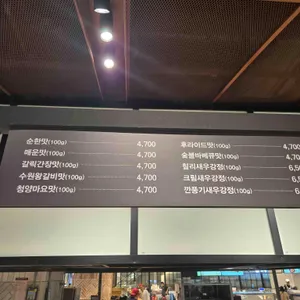 순한맛(100g) 4,700
매운맛(100g) 4,700
갈릭간장맛(100g) 4,700
수원왕갈비맛(100g) 4,700
청양마요맛(100g) 4,700
후라이드맛(100g) 4,70
숯불바베큐맛(100g) 4,70
칠리새우강정(100g) 6,5
크림새우강정(100g) 6,5
깐풍기새우강정(100g) 6,5